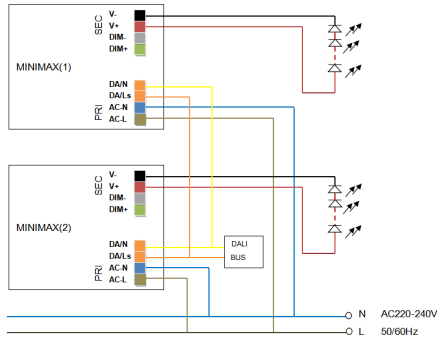 SEC
V-
V+
DIM-
DIM+
MINIMAX(1)
PRI
DA/N
DA/Ls
AC-N
AC-L
SEC
V-
V+
DIM-
DIM+
MINIMAX(2)
PRI
DA/N
DA/Ls
AC-N
AC-L
DALI
BUS
N AC220-240V
L 50/60Hz